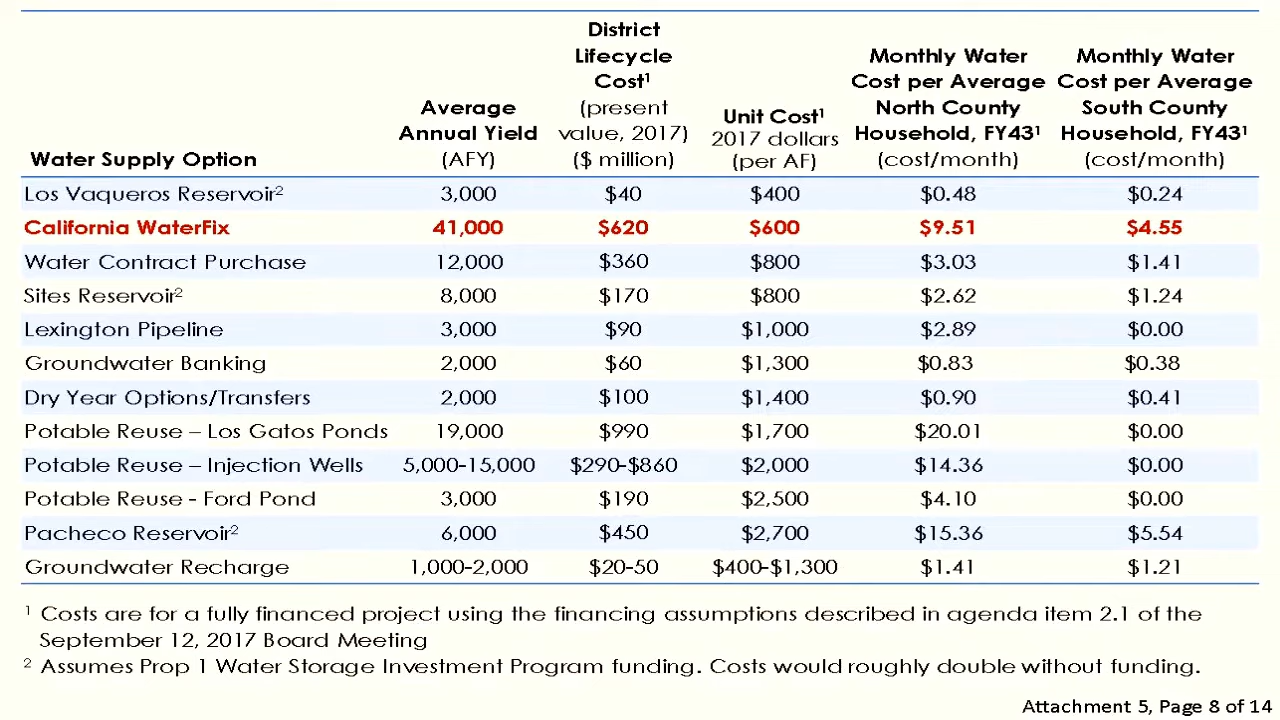 Water Supply Option Average Annual Yield (AFY) District Lifecycle Cost¹ (present value, 2017) ($ million) Unit Cost¹ 2017 dollars (per AF) Monthly Water Cost per Average North County Household, FY43¹ (cost/month) Monthly Water Cost per Average South County Household, FY43¹ (cost/month)
Los Vaqueros Reservoir² 3,000 $40 $400 $0.48 $0.24
California WaterFix 41,000 $620 $600 $9.51 $4.55
Water Contract Purchase 12,000 $360 $800 $3.03 $1.41
Sites Reservoir² 8,000 $170 $800 $2.62 $1.24
Lexington Pipeline 3,000 $90 $1,000 $2.89 $0.00
Groundwater Banking 2,000 $60 $1,300 $0.83 $0.38
Dry Year Options/Transfers 2,000 $100 $1,400 $0.90 $0.41
Potable Reuse – Los Gatos Ponds 19,000 $990 $1,700 $20.01 $0.00
Potable Reuse – Injection Wells 5,000-15,000 $290-$860 $2,000 $14.36 $0.00
Potable Reuse - Ford Pond 3,000 $190 $2,500 $4.10 $0.00
Pacheco Reservoir² 6,000 $450 $2,700 $15.36 $5.54
Groundwater Recharge 1,000-2,000 $20-50 $400-$1,300 $1.41 $1.21
¹ Costs are for a fully financed project using the financing assumptions described in agenda item 2.1 of the
September 12, 2017 Board Meeting
² Assumes Prop 1 Water Storage Investment Program funding. Costs would roughly double without funding.
Attachment 5, Page 8 of 14